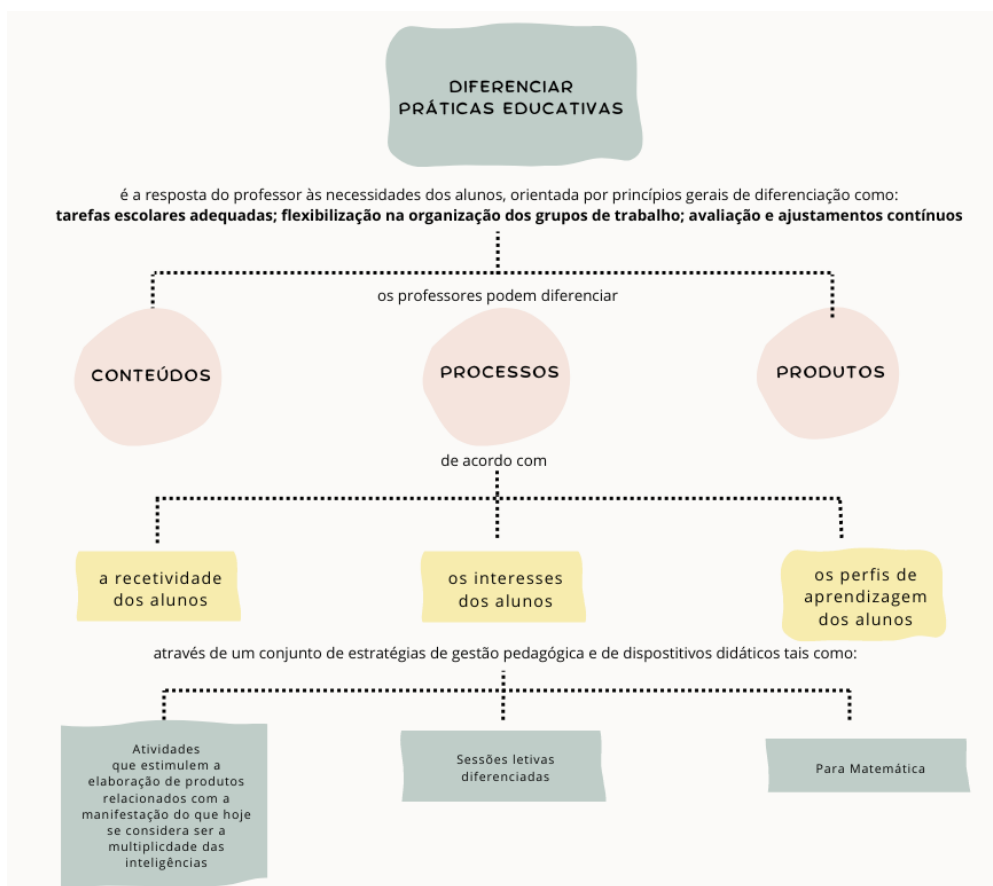 DIFERENCIAR
PRÁTICAS EDUCATIVAS
é a resposta do professor às necessidades dos alunos, orientada por princípios gerais de diferenciação como:
tarefas escolares adequadas; flexibilização na organização dos grupos de trabalho; avaliação e ajustamentos contínuos
os professores podem diferenciar
CONTEÚDOS
PROCESSOS
PRODUTOS
de acordo com
a recetividade
dos alunos
os interesses
dos alunos
os perfis de
aprendizagem
dos alunos
através de um conjunto de estratégias de gestão pedagógica e de dispostitivos didáticos tais como:
Atividades
que estimulem a
elaboração de produtos
relacionados com a
manifestação do que hoje
se considera ser a
multiplicdade das
inteligências
Sessões letivas
diferenciadas
Para Matemática